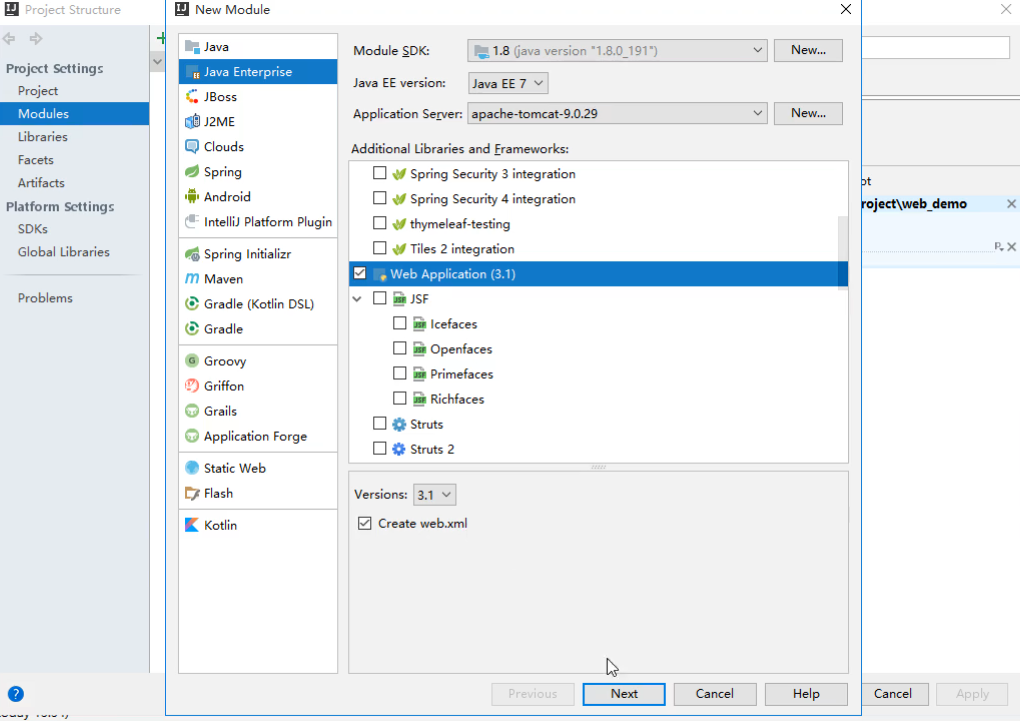 Project Structure
New Module
Project Settings
Project
Modules
Libraries
Facets
Artifacts
Platform Settings
SDKs
Global Libraries
Problems
Java
Java Enterprise
JBoss
J2ME
Clouds
Spring
Android
IntelliJ Platform Plugin
Spring Initializr
Maven
Gradle (Kotlin DSL)
Gradle
Groovy
Griffon
Grails
Application Forge
Static Web
Flash
Kotlin
Module SDK: 1.8 (java version "1.8.0_191") New...
Java EE version: Java EE 7
Application Server: apache-tomcat-9.0.29 New...
Additional Libraries and Frameworks:
Spring Security 3 integration
Spring Security 4 integration
thymeleaf-testing
Tiles 2 integration
Web Application (3.1)
JSF
Icefaces
Openfaces
Primefaces
Richfaces
Struts
Struts 2
Versions: 3.1
Create web.xml
Previous Next Cancel Help
ot
roject\web_demo
Cancel Apply